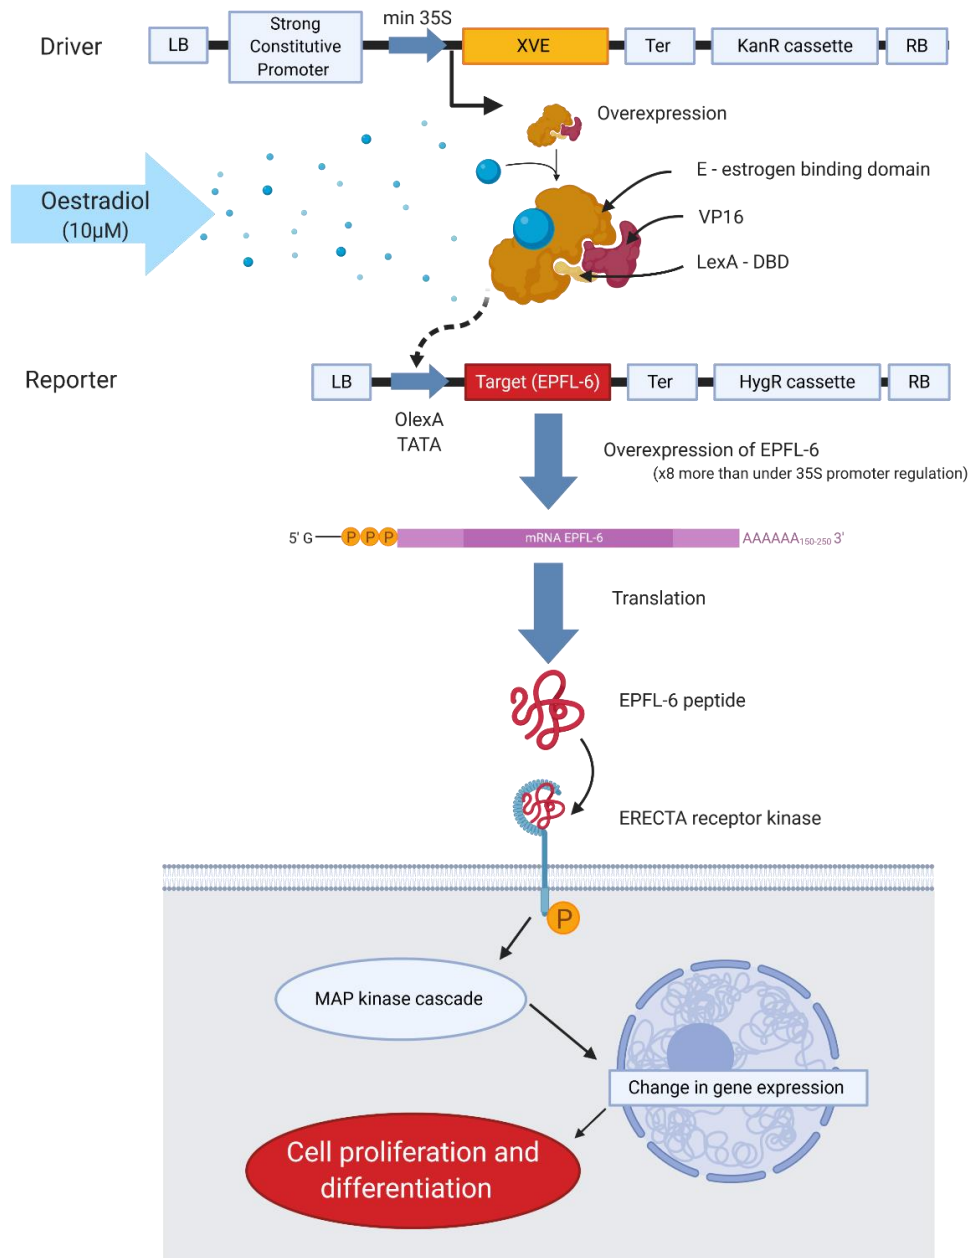 Driver
LB
Strong
Constitutive
Promoter
min 35S
XVE
Ter
KanR cassette
RB
Overexpression
Oestradiol
(10µM)
E - estrogen binding domain
VP16
LexA - DBD
Reporter
LB
OlexA
TATA
Target (EPFL-6)
Ter
HygR cassette
RB
Overexpression of EPFL-6
(x8 more than under 35S promoter regulation)
5' G P P P mRNA EPFL-6 AAAAAA150-250 3'
Translation
EPFL-6 peptide
ERECTA receptor kinase
P
MAP kinase cascade
Change in gene expression
Cell proliferation and
differentiation